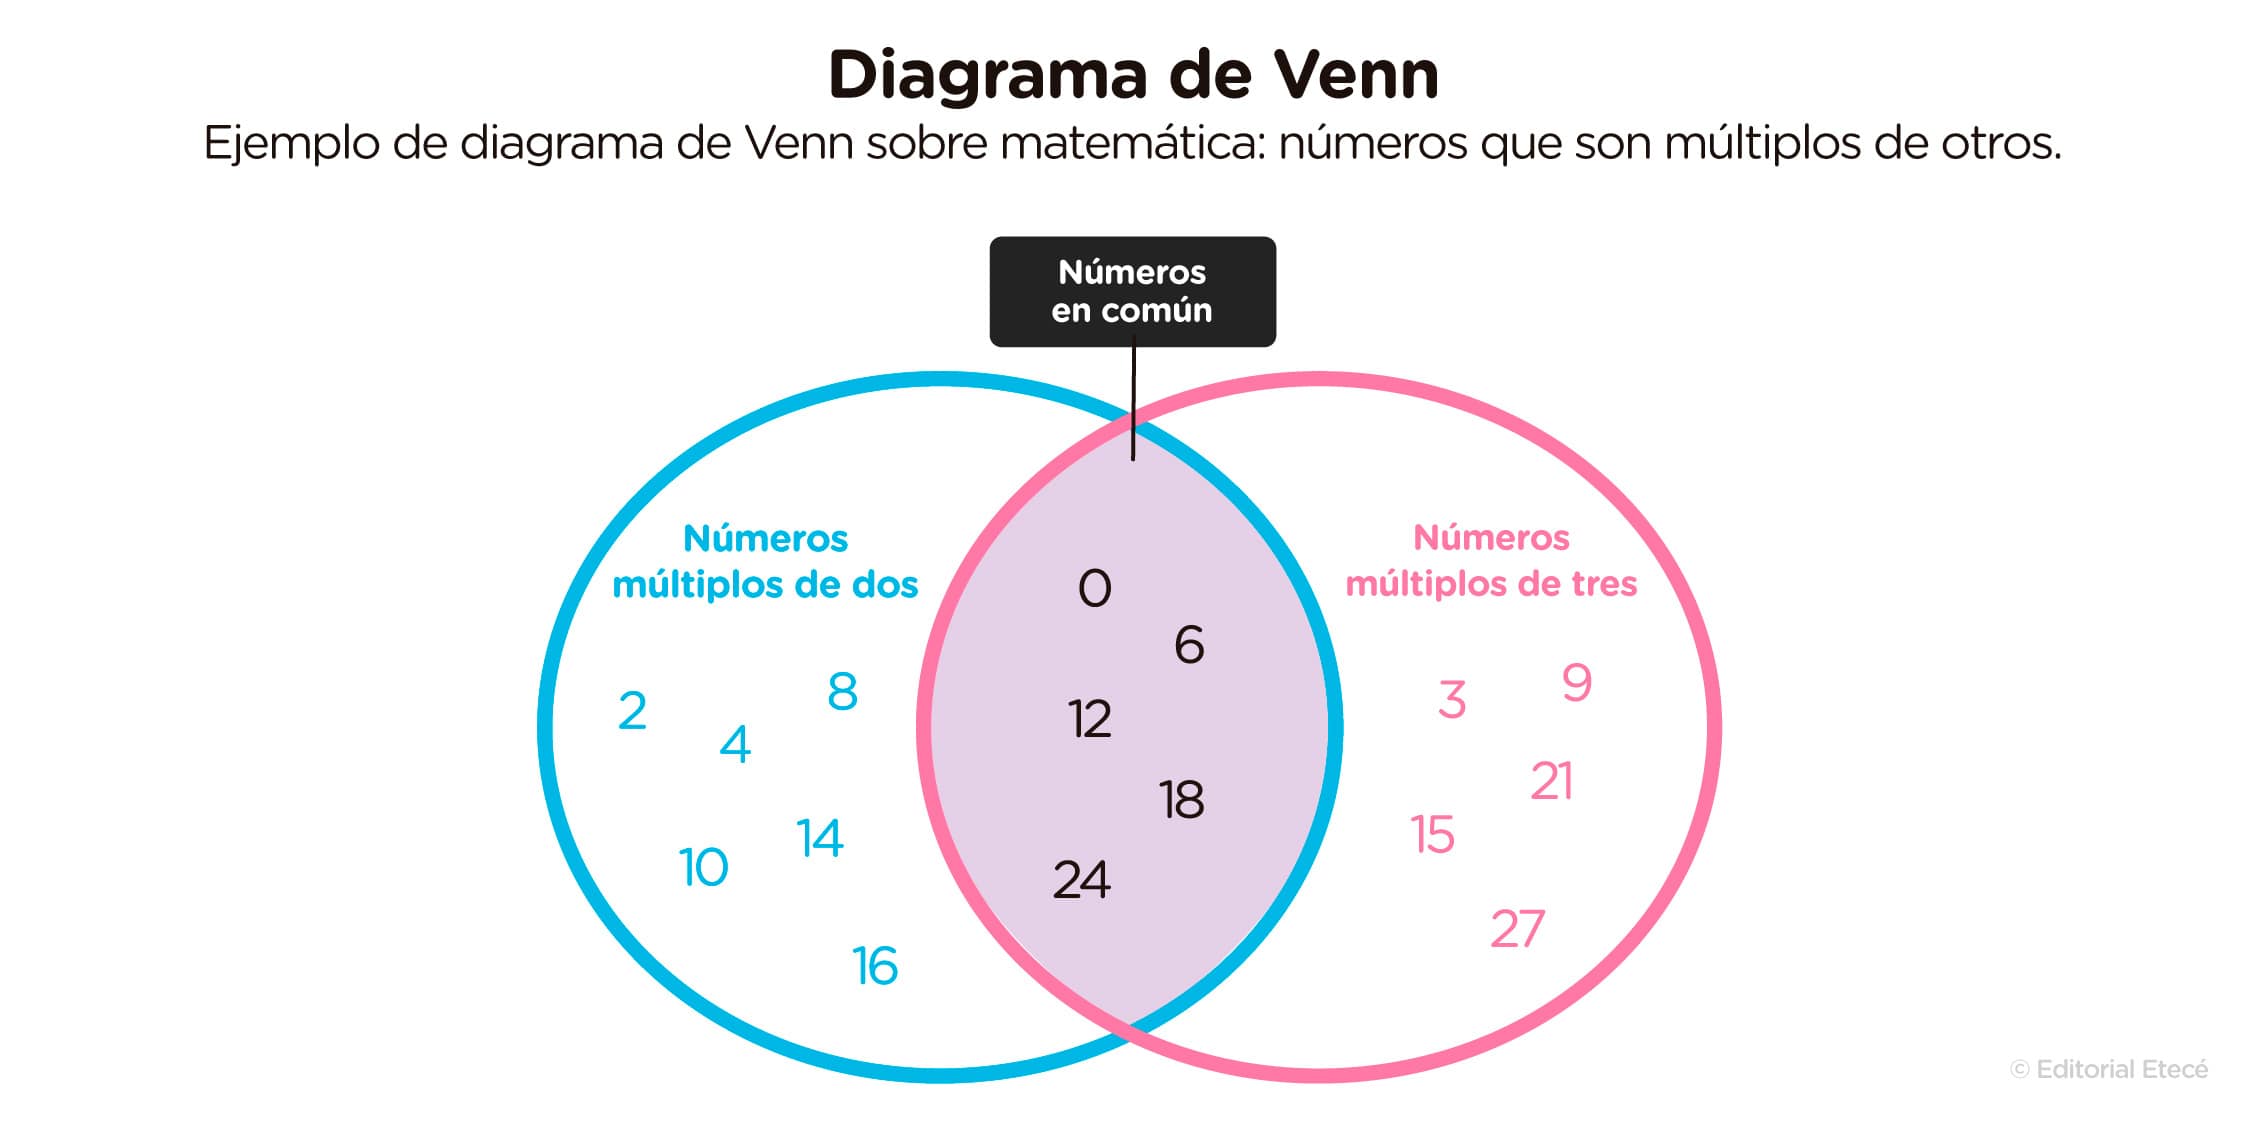 Diagrama de Venn
Ejemplo de diagrama de Venn sobre matemática: números que son múltiplos de otros.
Números
en común
Números
múltiplos de dos
2
8
4
14
10
16
0
6
12
18
24
Números
múltiplos de tres
3
9
21
15
27
© Editorial Etecé